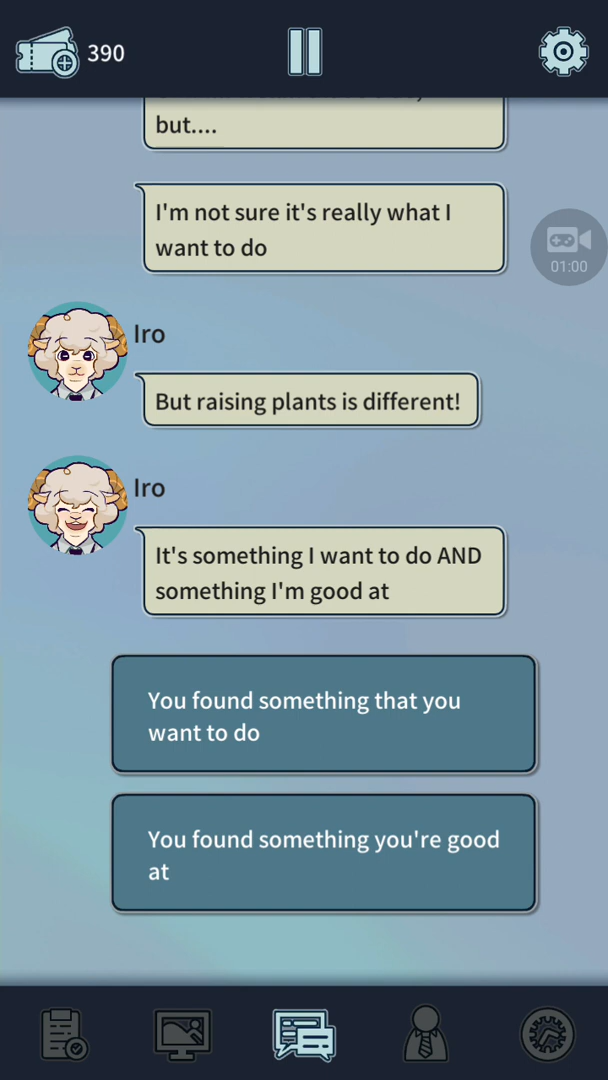 390
but....
I'm not sure it's really what I
want to do
01:00
Iro
But raising plants is different!
Iro
It's something I want to do AND
something I'm good at
You found something that you
want to do
You found something you're good
at